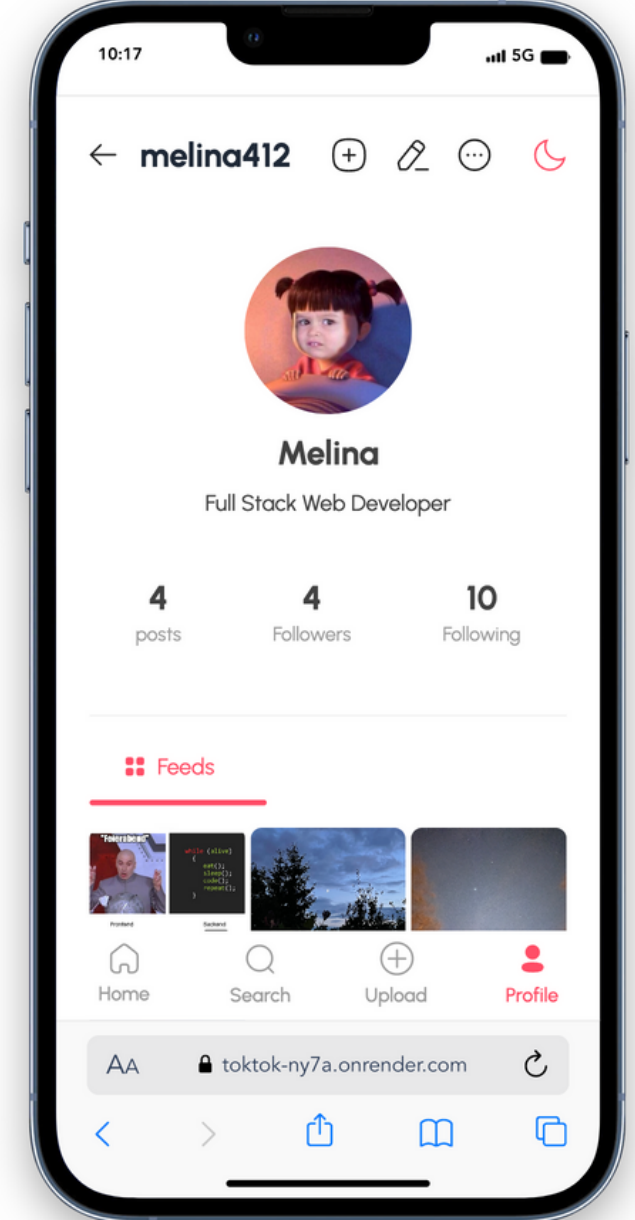 10:17
5G
melina412
Melina
Full Stack Web Developer
4
posts
4
Followers
10
Following
Feeds
"Feierabend"
while (alive)
{
eat();
sleep();
code();
repeat();
}
Frontend
Backend
Home
Search
Upload
Profile
AA
toktok-ny7a.onrender.com